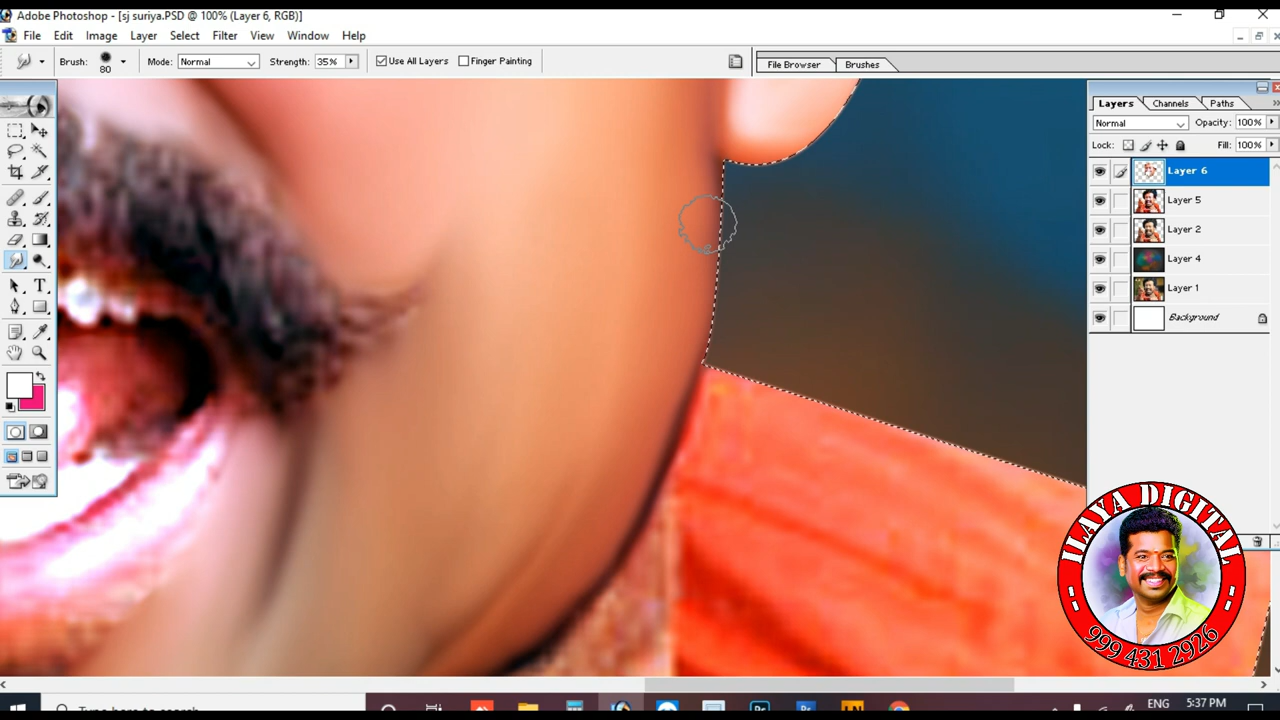 Adobe Photoshop - [sj suriya.PSD @ 100% (Layer 6, RGB)]
File Edit Image Layer Select Filter View Window Help
Brush: 80 Mode: Normal Strength: 35% Use All Layers Finger Painting File Browser Brushes
Layers Channels Paths
Normal Opacity: 100%
Lock: Fill: 100%
Layer 6
Layer 5
Layer 2
Layer 4
Layer 1
Background
T
ILAYA DIGITAL
999 431 2926
ENG 5:37 PM